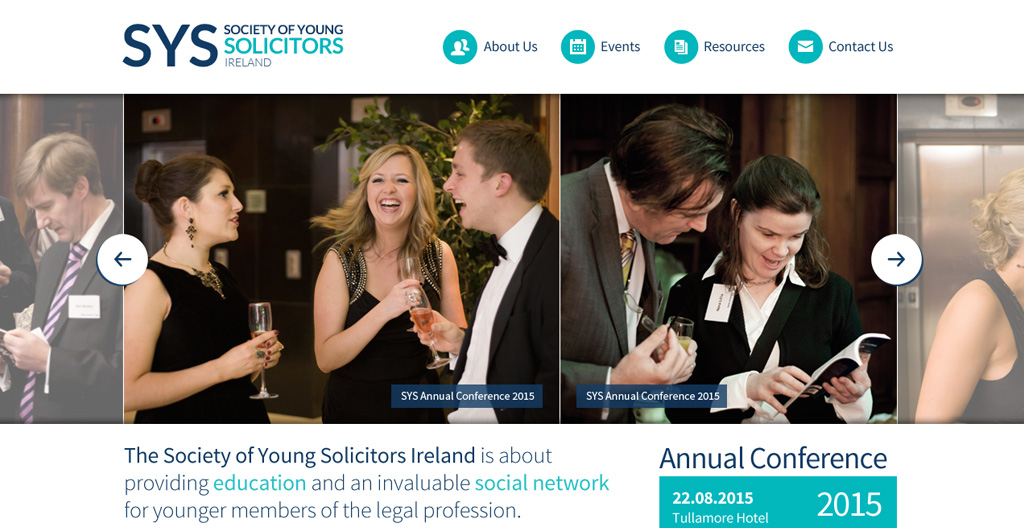 SYS
SOCIETY OF YOUNG
SOLICITORS
IRELAND
About Us
Events
Resources
Contact Us
SYS Annual Conference 2015
SYS Annual Conference 2015
The Society of Young Solicitors Ireland is about
providing education and an invaluable social network
for younger members of the legal profession.
Annual Conference
22.08.2015
Tullamore Hotel
2015